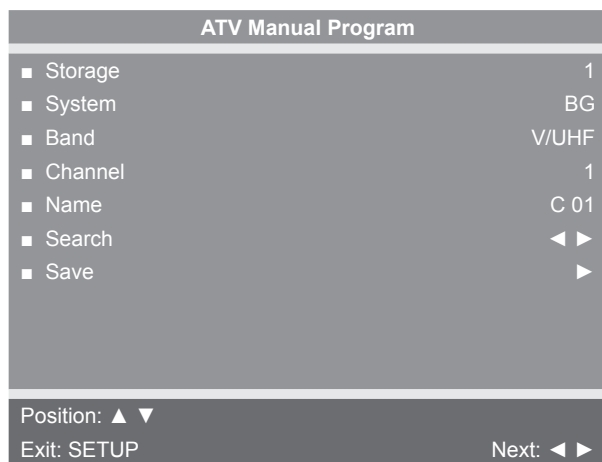 ATV Manual Program
■ Storage 1
■ System BG
■ Band V/UHF
■ Channel 1
■ Name C 01
■ Search ◄ ►
■ Save ►
Position: ▲ ▼
Exit: SETUP Next: ◄ ►